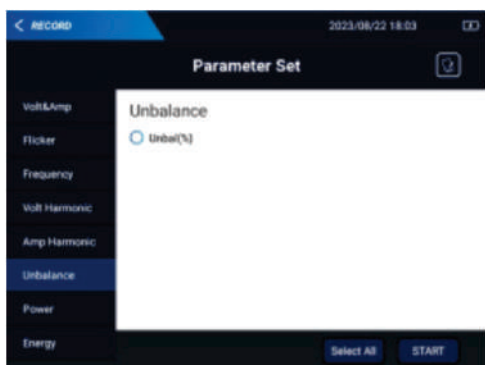 < RECORD
2023/08/22 18:03
Parameter Set
Volt&Amp
Flicker
Frequency
Volt Harmonic
Amp Harmonic
Unbalance
Power
Energy
Unbalance
Unbal(%)
Select All
START